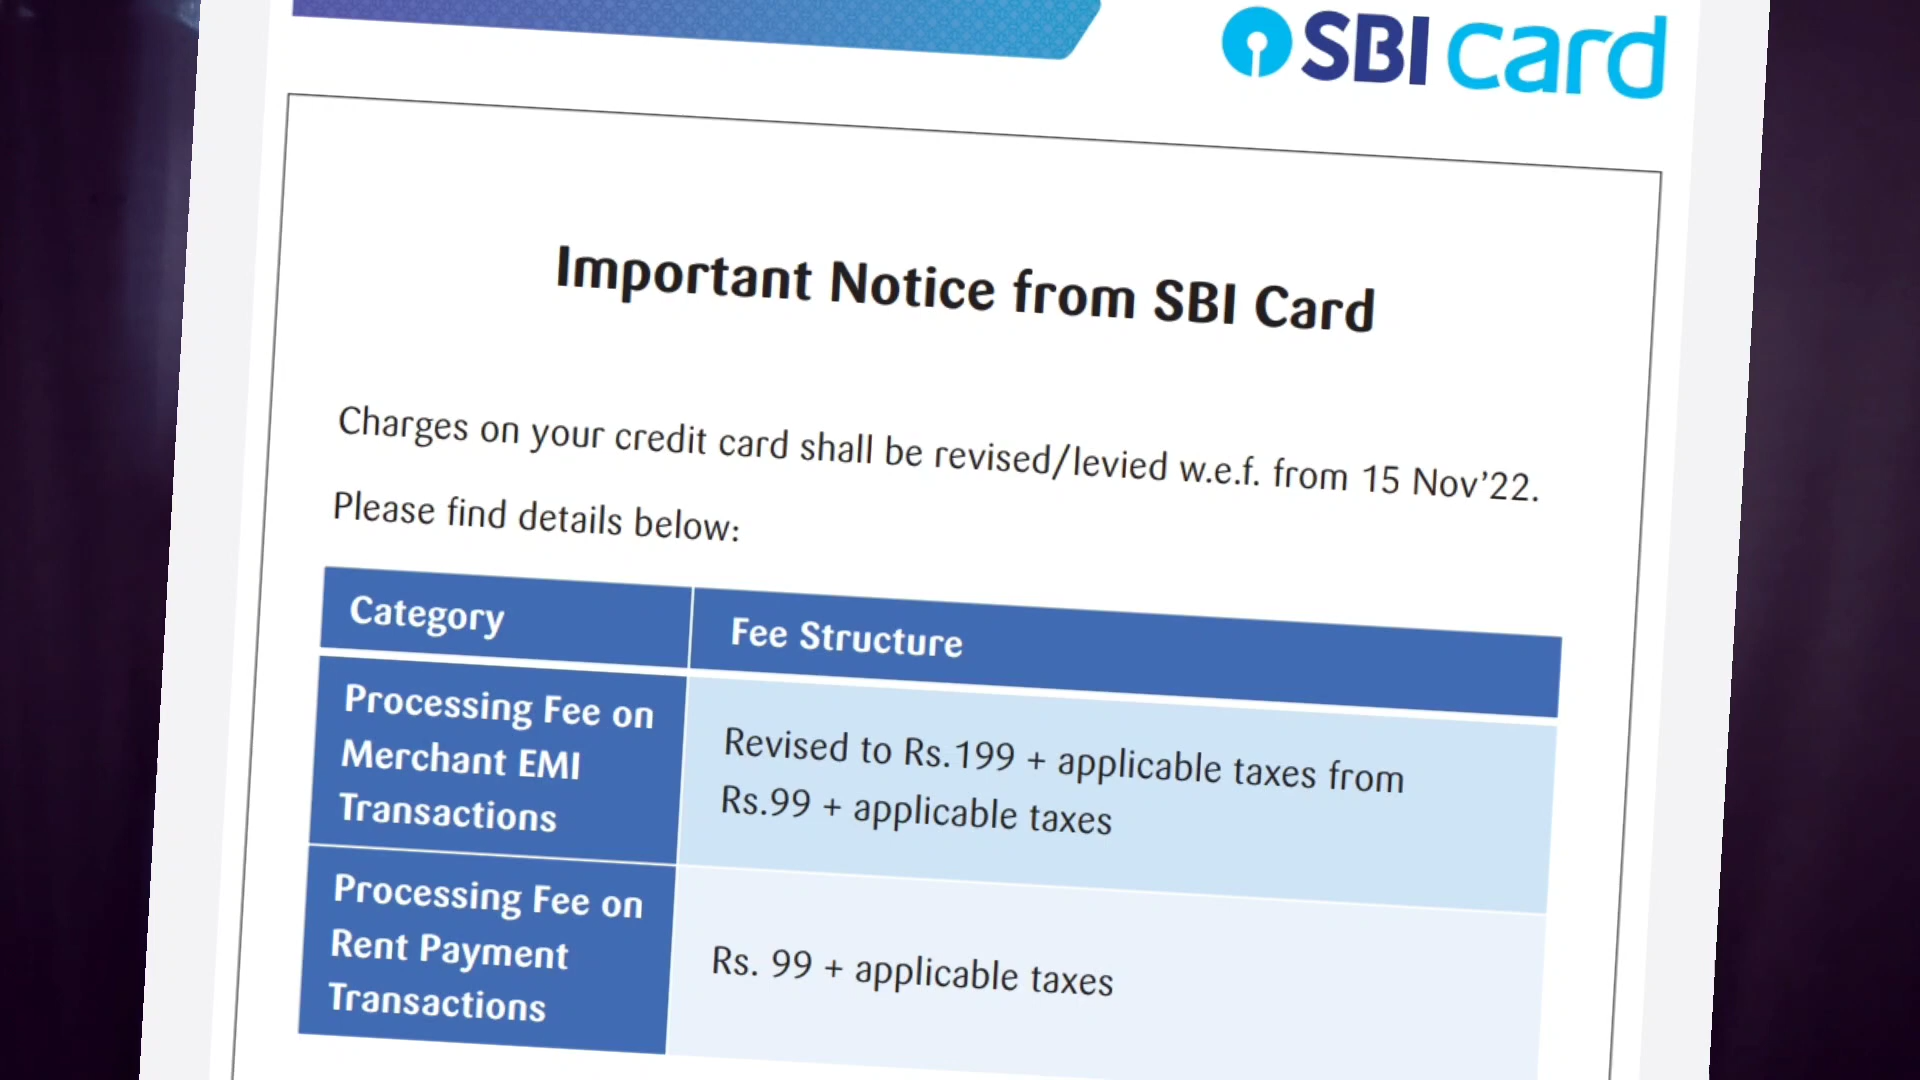 SBI card
Important Notice from SBI Card
Charges on your credit card shall be revised/levied w.e.f. from 15 Nov’22.
Please find details below:
Category
Fee Structure
Processing Fee on
Merchant EMI
Transactions
Revised to Rs.199 + applicable taxes from
Rs.99 + applicable taxes
Processing Fee on
Rent Payment
Transactions
Rs. 99 + applicable taxes